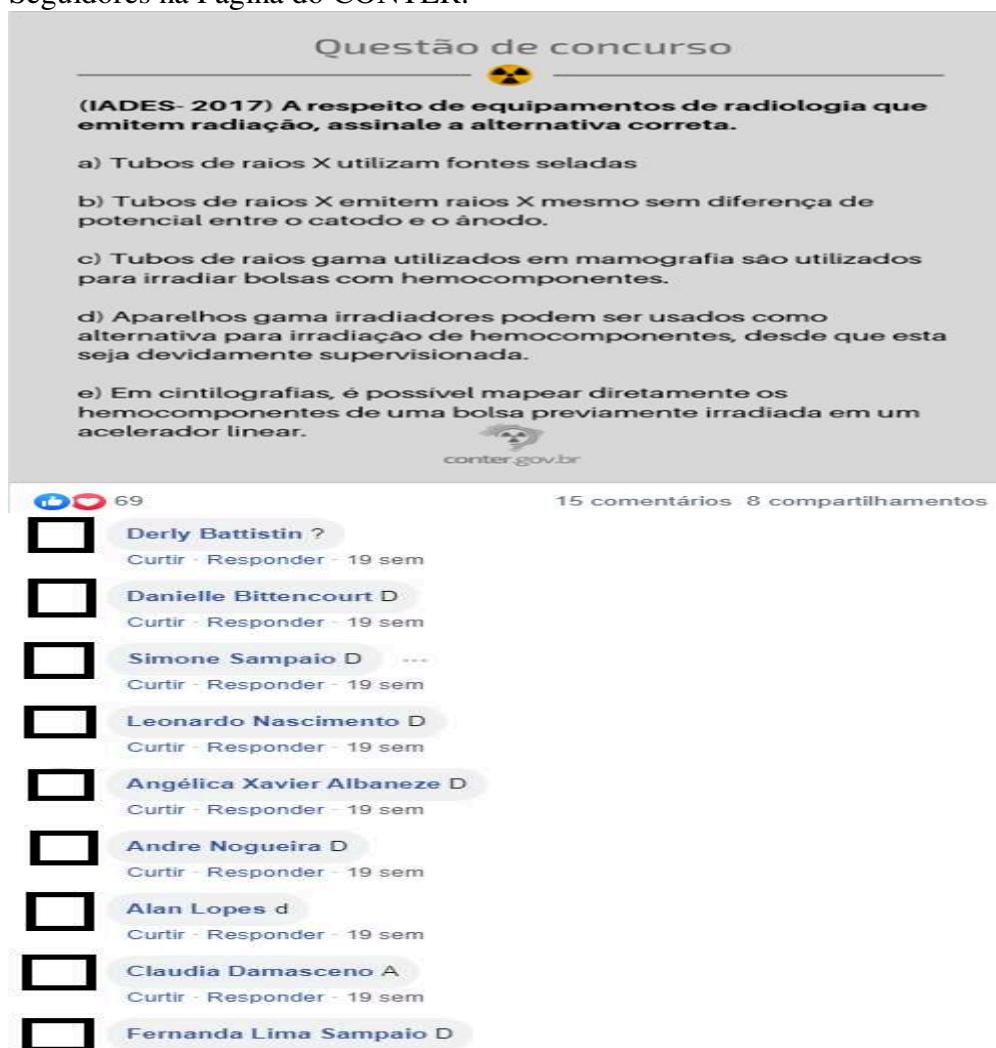 Seguidores na Página do CONTER.
Questão de concurso
(IADES- 2017) A respeito de equipamentos de radiologia que
emitem radiação, assinale a alternativa correta.
a) Tubos de raios X utilizam fontes seladas
b) Tubos de raios X emitem raios X mesmo sem diferença de
potencial entre o catodo e o ânodo.
c) Tubos de raios gama utilizados em mamografia são utilizados
para irradiar bolsas com hemocomponentes.
d) Aparelhos gama irradiadores podem ser usados como
alternativa para irradiação de hemocomponentes, desde que esta
seja devidamente supervisionada.
e) Em cintilografias, é possível mapear diretamente os
hemocomponentes de uma bolsa previamente irradiada em um
acelerador linear.
conter.gov.br
69 15 comentários 8 compartilhamentos
Derly Battistin ?
Curtir · Responder · 19 sem
Danielle Bittencourt D
Curtir · Responder · 19 sem
Simone Sampaio D ...
Curtir · Responder · 19 sem
Leonardo Nascimento D
Curtir · Responder · 19 sem
Angélica Xavier Albaneze D
Curtir · Responder · 19 sem
Andre Nogueira D
Curtir · Responder · 19 sem
Alan Lopes d
Curtir · Responder · 19 sem
Claudia Damasceno A
Curtir · Responder · 19 sem
Fernanda Lima Sampaio D